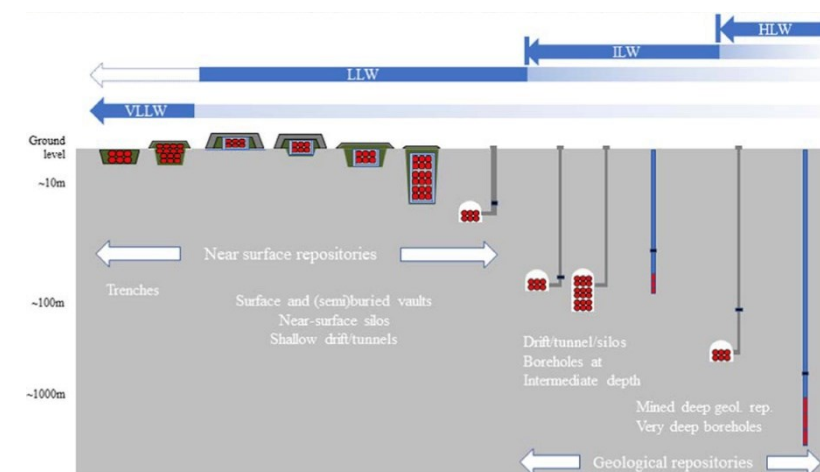 HLW
ILW
LLW
VLLW
Ground
level
~10m
Near surface repositories
Trenches
Surface and (semi)buried vaults
Near-surface silos
Shallow drift/tunnels
~100m
Drift/tunnel/silos
Boreholes at
Intermediate depth
~1000m
Mined deep geol. rep.
Very deep boreholes
Geological repositories